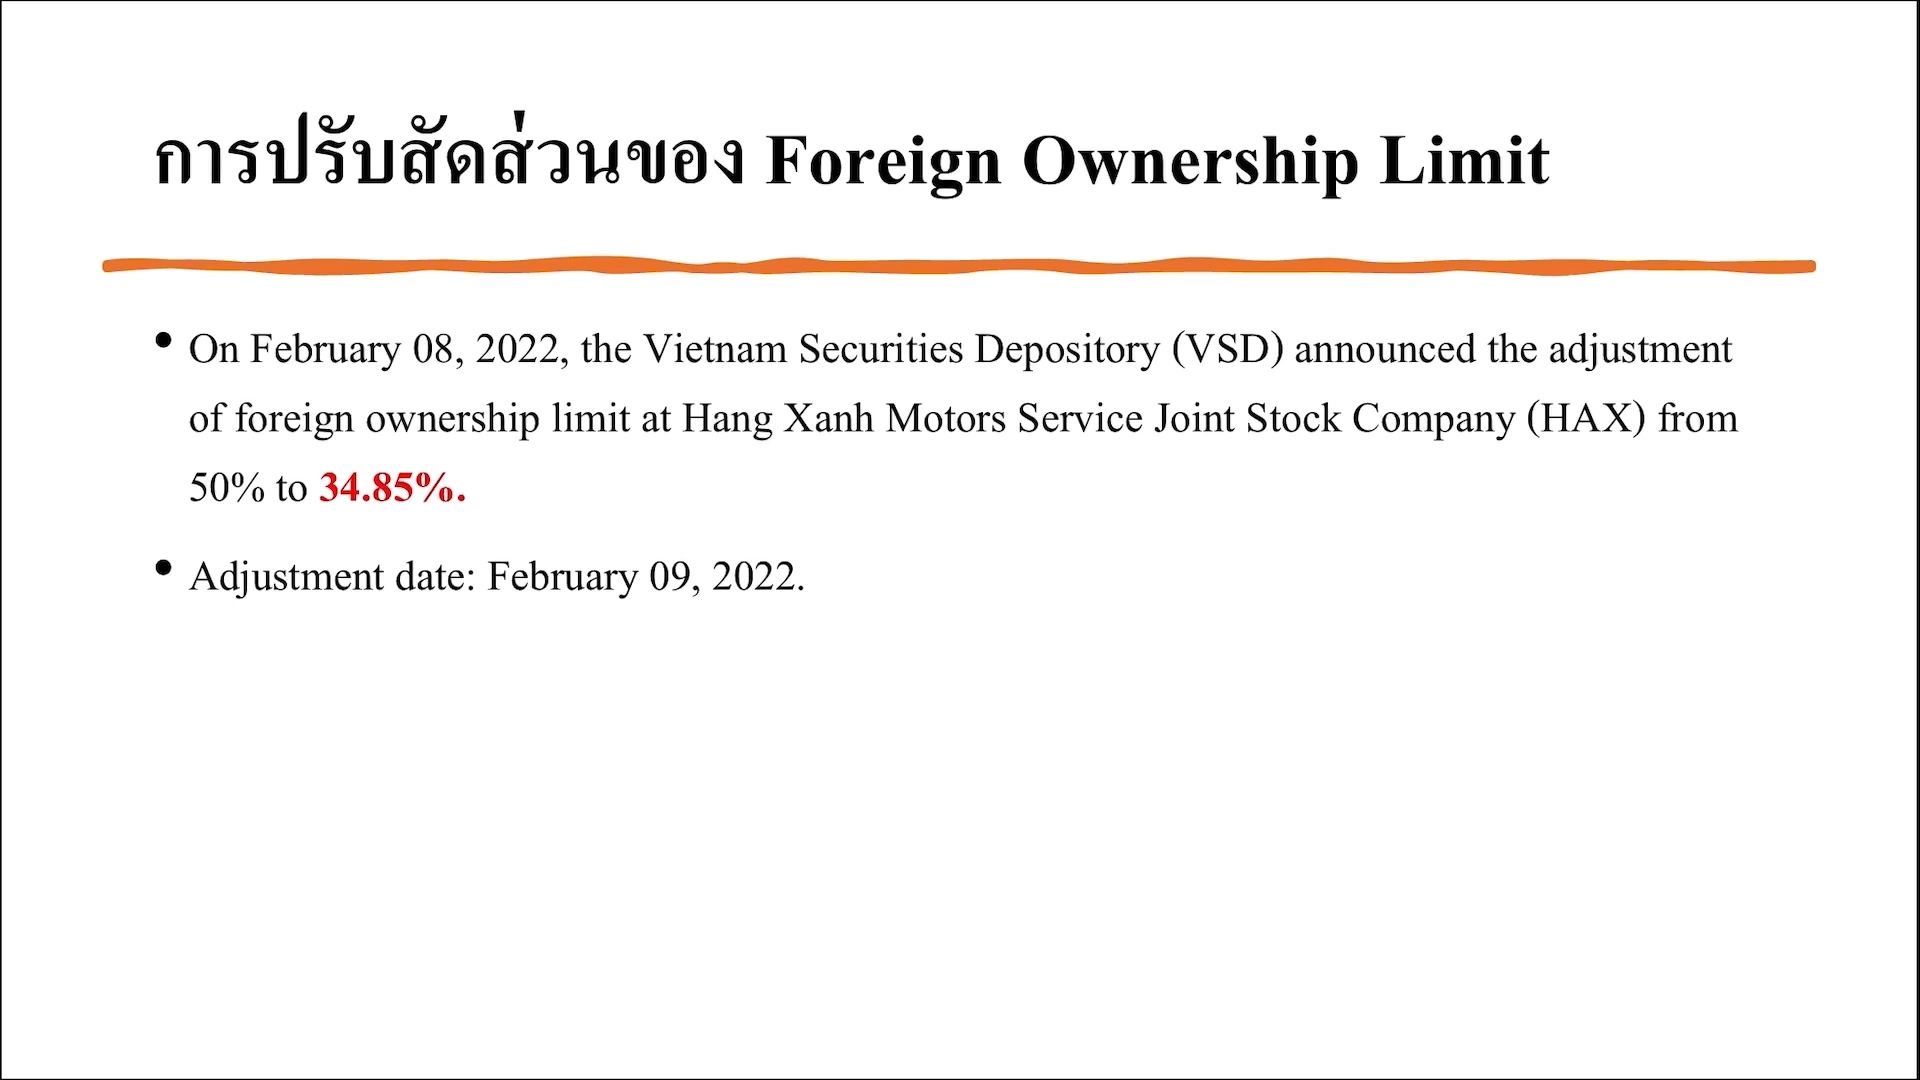 การปรับสัดส่วนของ Foreign Ownership Limit
• On February 08, 2022, the Vietnam Securities Depository (VSD) announced the adjustment
of foreign ownership limit at Hang Xanh Motors Service Joint Stock Company (HAX) from
50% to 34.85%.
• Adjustment date: February 09, 2022.